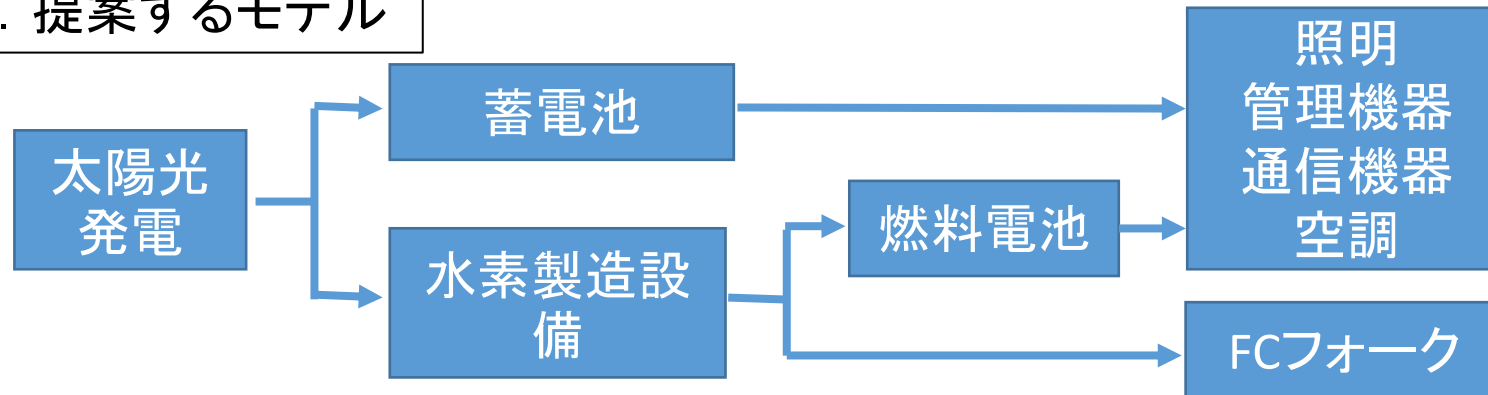 . 提案するモデル
太陽光
発電
蓄電池
水素製造設
備
燃料電池
照明
管理機器
通信機器
空調
FCフォーク